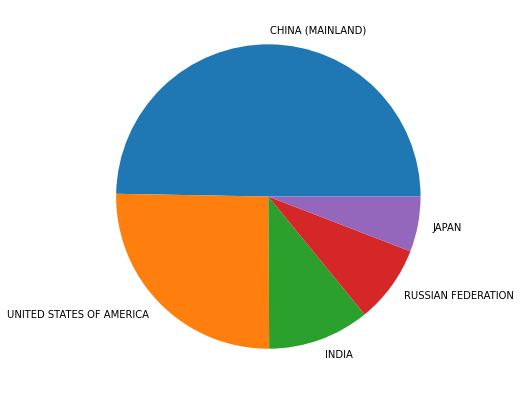 CHINA (MAINLAND)
JAPAN
RUSSIAN FEDERATION
UNITED STATES OF AMERICA
INDIA